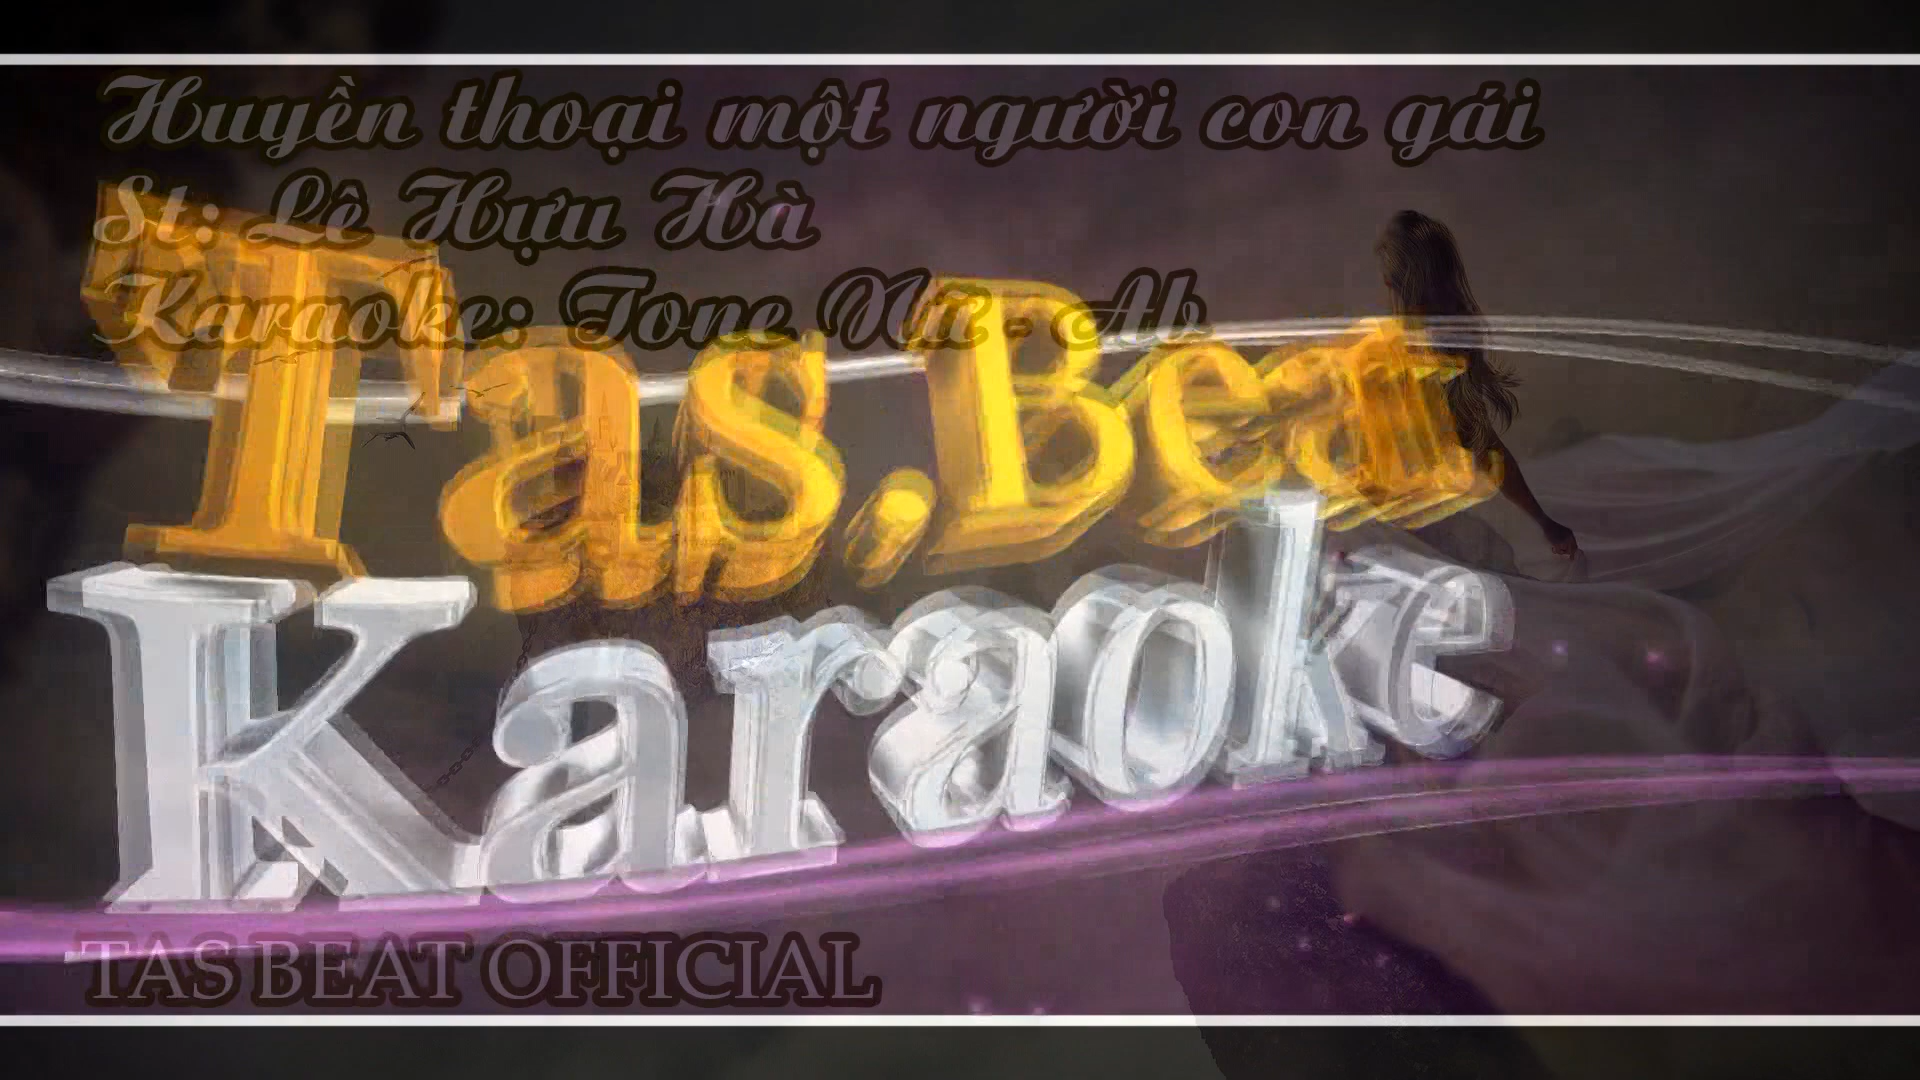 Huyền thoại một người con gái
St: Lê Hựu Hà
Karaoke: Tone Nữ - Ab
Tas.Beat
Karaoke
TAS BEAT OFFICIAL